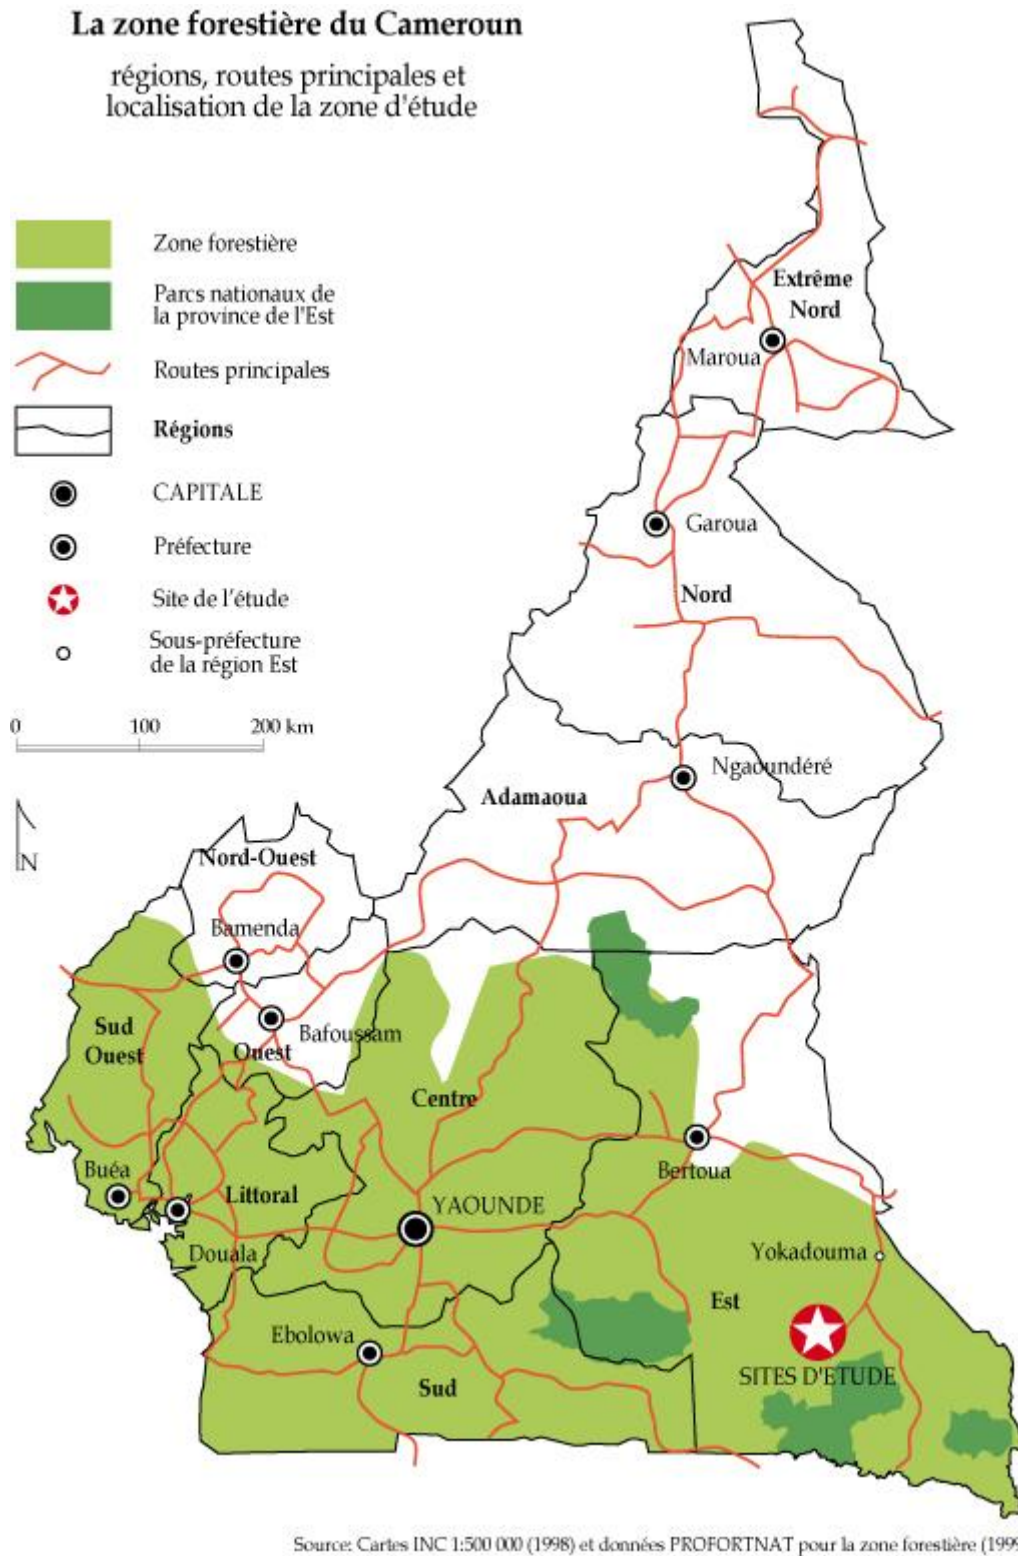 La zone forestière du Cameroun
régions, routes principales et
localisation de la zone d'étude
Zone forestière
Parcs nationaux de
la province de l'Est
Routes principales
Régions
CAPITALE
Préfecture
Site de l'étude
Sous-préfecture
de la région Est
0 100 200 km
N
Extrême
Nord
Maroua
Garoua
Nord
Ngaoundéré
Adamaoua
Nord-Ouest
Bamenda
Sud
Ouest
Bafoussam
Ouest
Centre
Buéa
Littoral
Bertoua
YAOUNDE
Douala
Yokadouma
Est
Ebolowa
SITES D'ETUDE
Sud
Source: Cartes INC 1:500 000 (1998) et données PROFORTNAT pour la zone forestière (1999